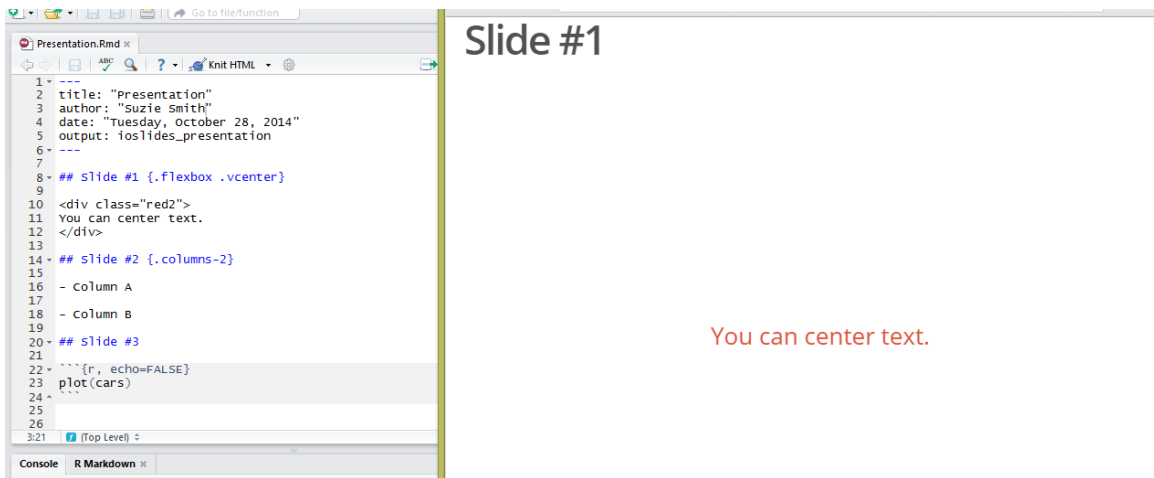 Go to file/function
Presentation.Rmd
ABC ? Knit HTML
1 ---
2 title: "Presentation"
3 author: "Suzie Smith"
4 date: "Tuesday, October 28, 2014"
5 output: ioslides_presentation
6 ---
7
8 ## Slide #1 {.flexbox .vcenter}
9
10 <div class="red2">
11 You can center text.
12 </div>
13
14 ## Slide #2 {.columns-2}
15
16 - Column A
17
18 - Column B
19
20 ## Slide #3
21
22 ```{r, echo=FALSE}
23 plot(cars)
24 ```
25
26
3:21 (Top Level)
Console R Markdown
Slide #1
You can center text.